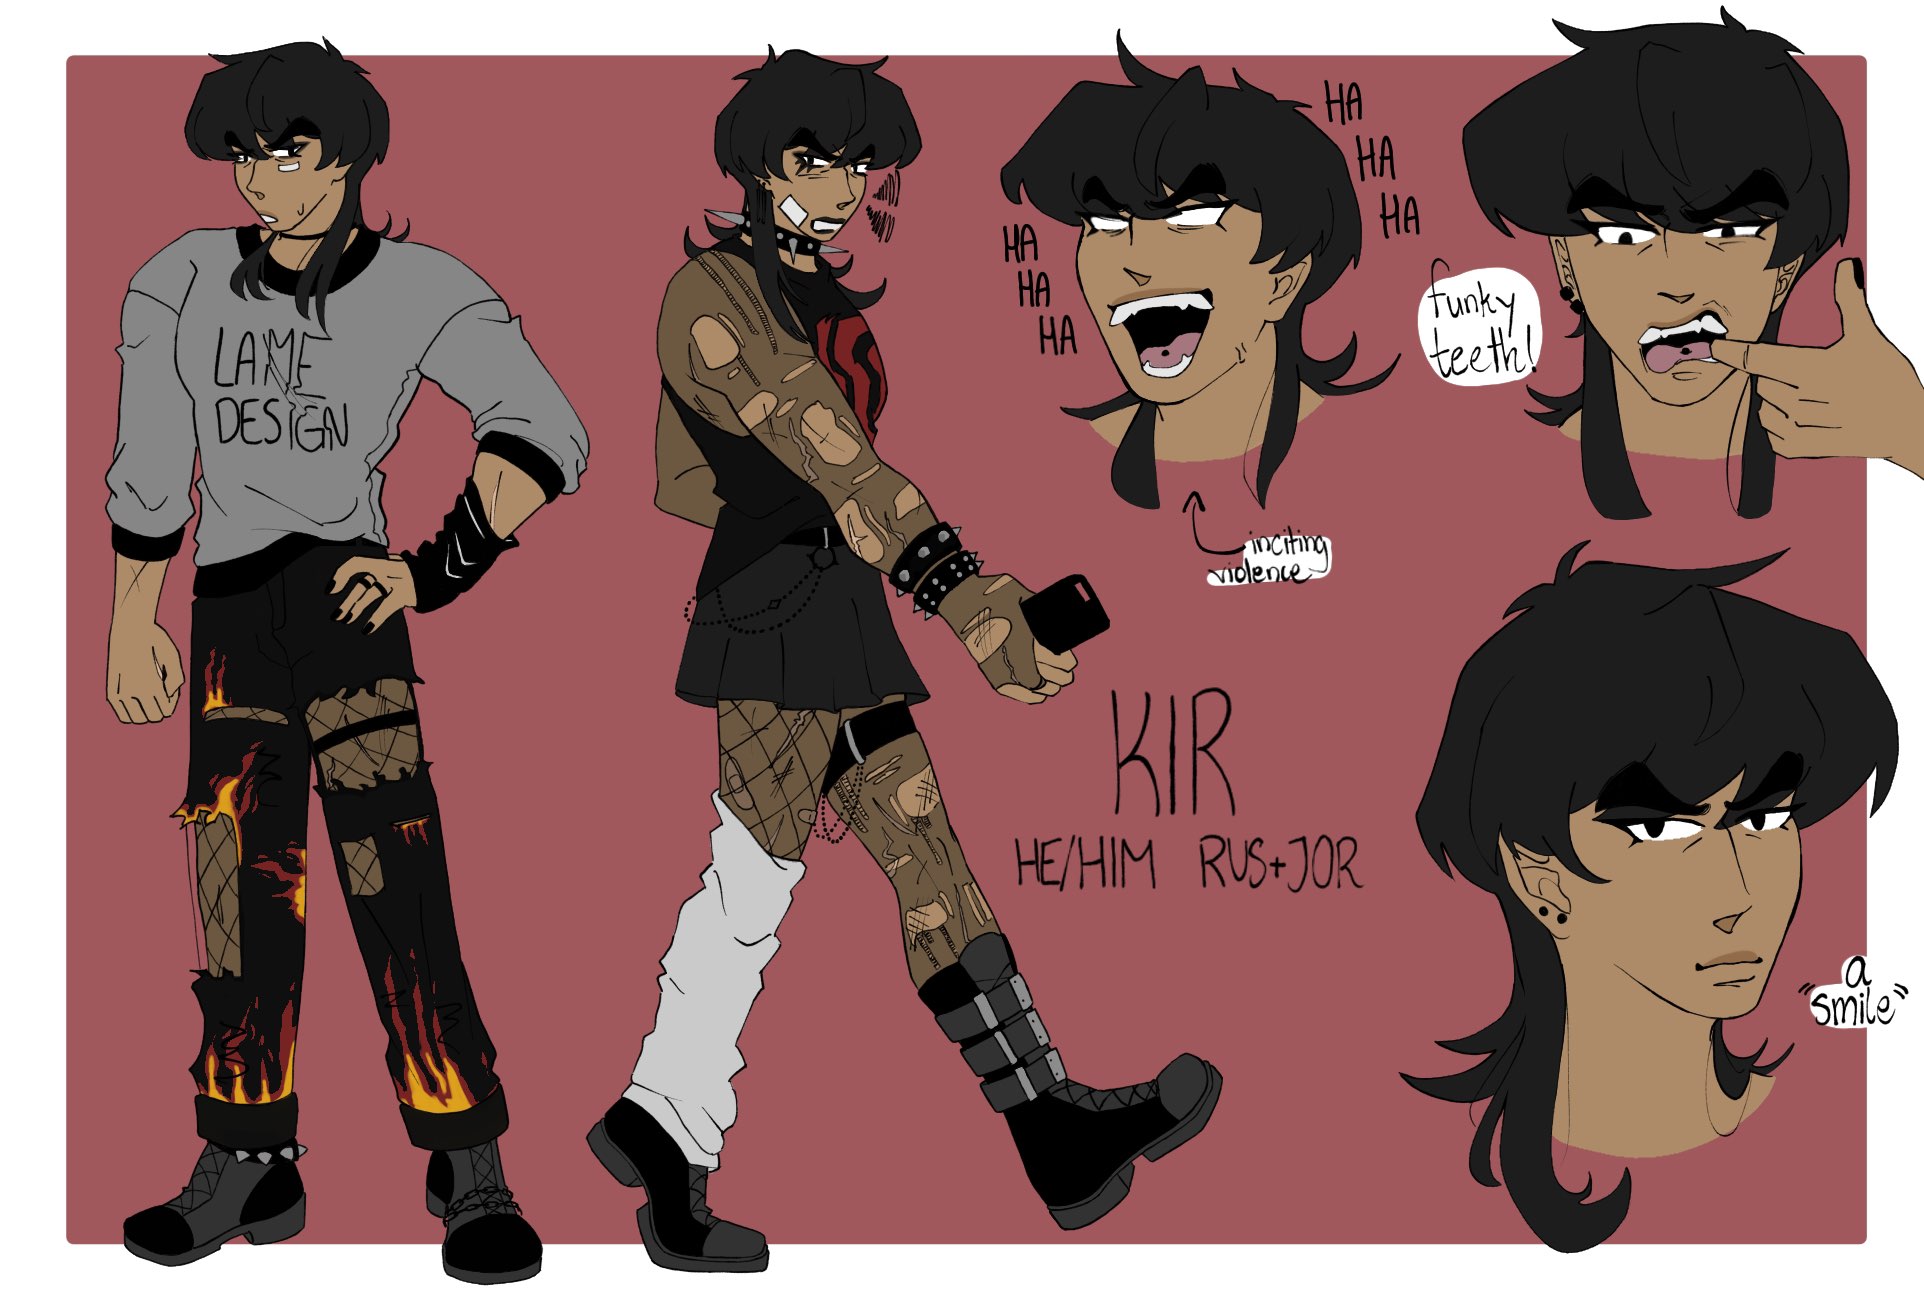 LAME
DESIGN
HA
HA
HA
HA
HA
HA
inciting
violence
funky
teeth!
KIR
HE/HIM RUS+JOR
a
"smile"